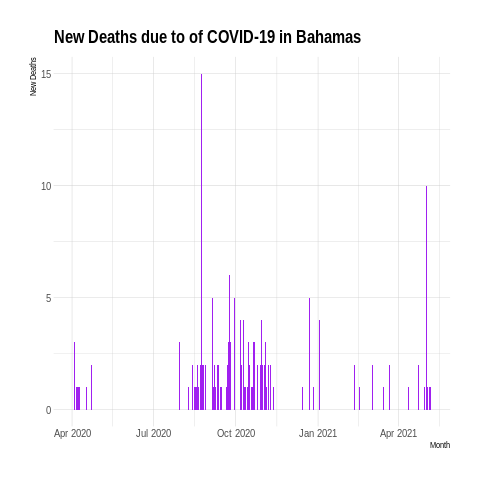 New Deaths due to of COVID-19 in Bahamas
New Deaths
15
10
5
0
Apr 2020 Jul 2020 Oct 2020 Jan 2021 Apr 2021
Month